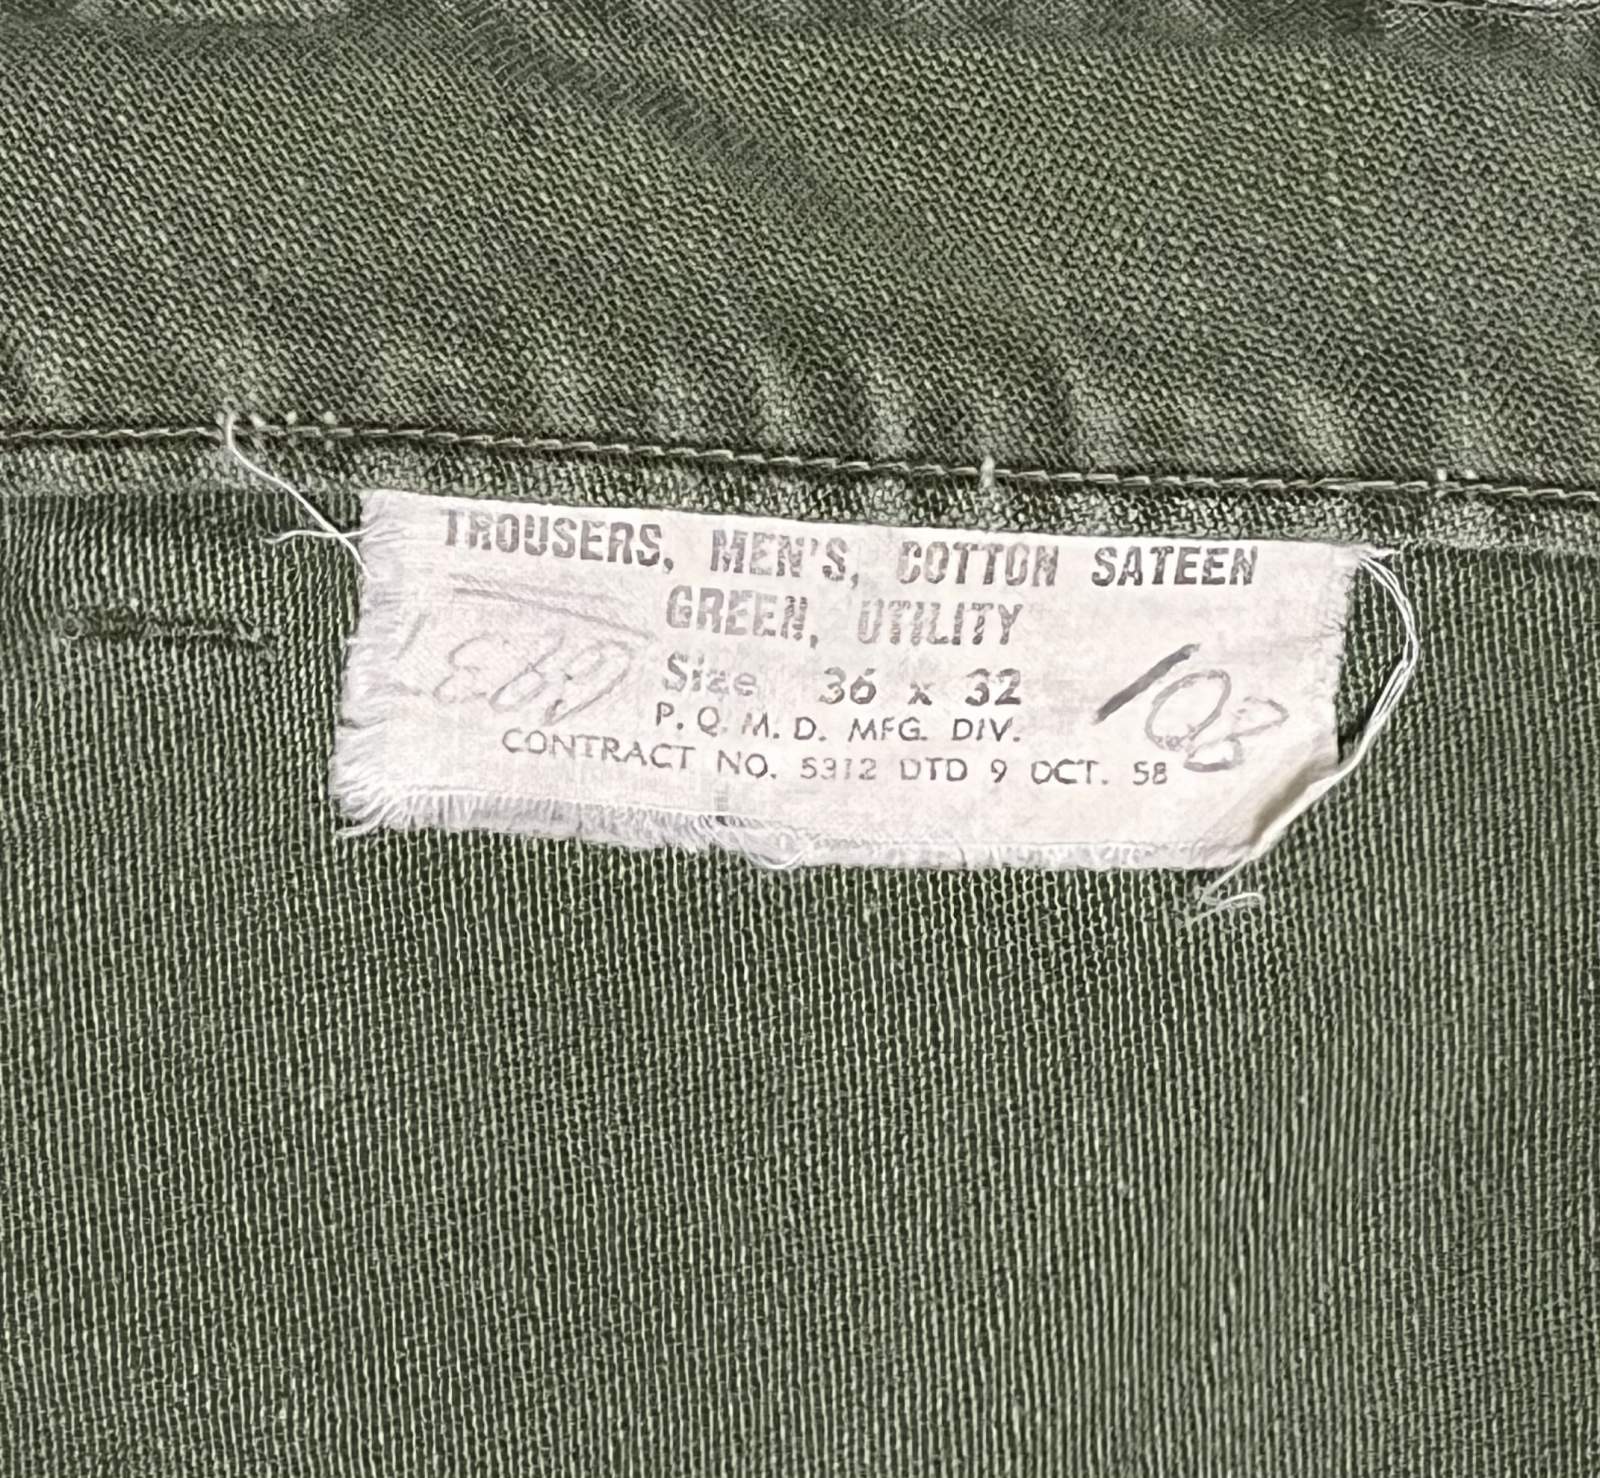 TROUSERS, MEN'S, COTTON SATEEN
GREEN, UTILITY
Size 36 x 32
P. Q. M. D. MFG. DIV.
CONTRACT NO. 5312 DTD 9 OCT. 58